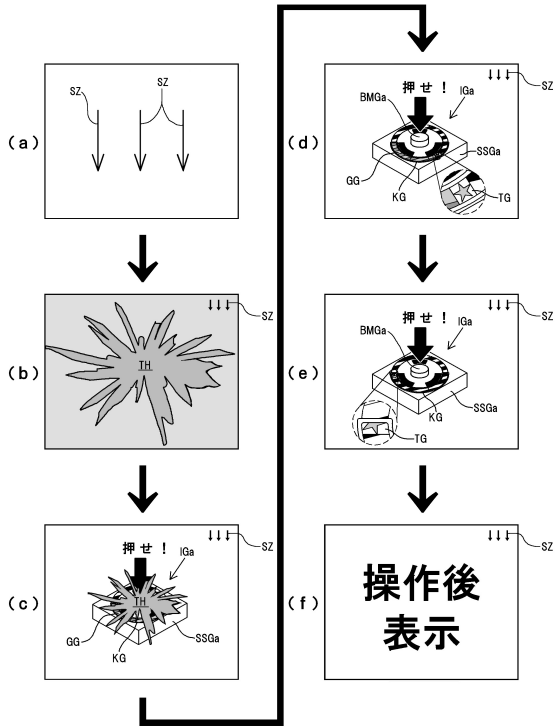 (a)
SZ
SZ
(b)
SZ
TH
(c)
押せ！
SZ
IGa
TH
GG
KG
SSGa
(d)
押せ！
SZ
BMGa
IGa
SSGa
GG
KG
TG
(e)
押せ！
SZ
BMGa
IGa
SSGa
KG
TG
(f)
SZ
操作後
表示